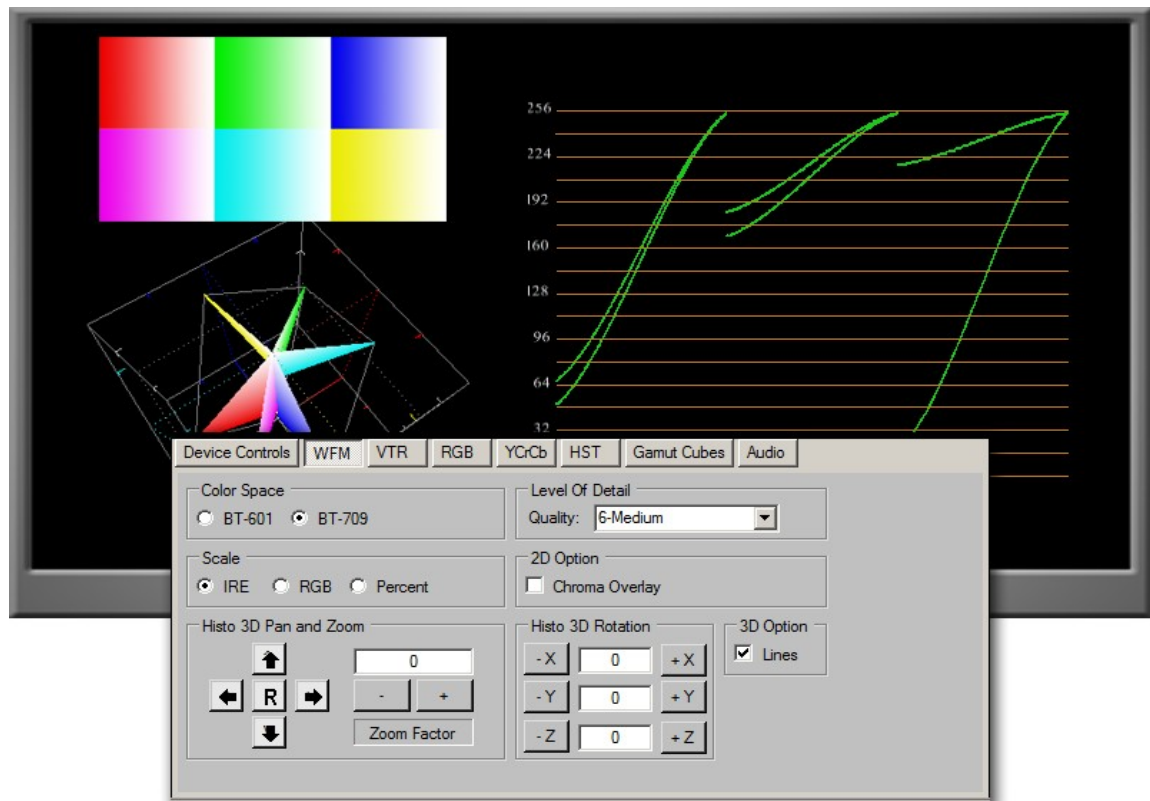 256
224
192
160
128
96
64
32
Device Controls WFM VTR RGB YCrCb HST Gamut Cubes Audio
Color Space
BT-601 BT-709
Level Of Detail
Quality: 6-Medium
Scale
IRE RGB Percent
2D Option
Chroma Overlay
Histo 3D Pan and Zoom
R
0
- +
Zoom Factor
Histo 3D Rotation
- X 0 + X
- Y 0 + Y
- Z 0 + Z
3D Option
Lines